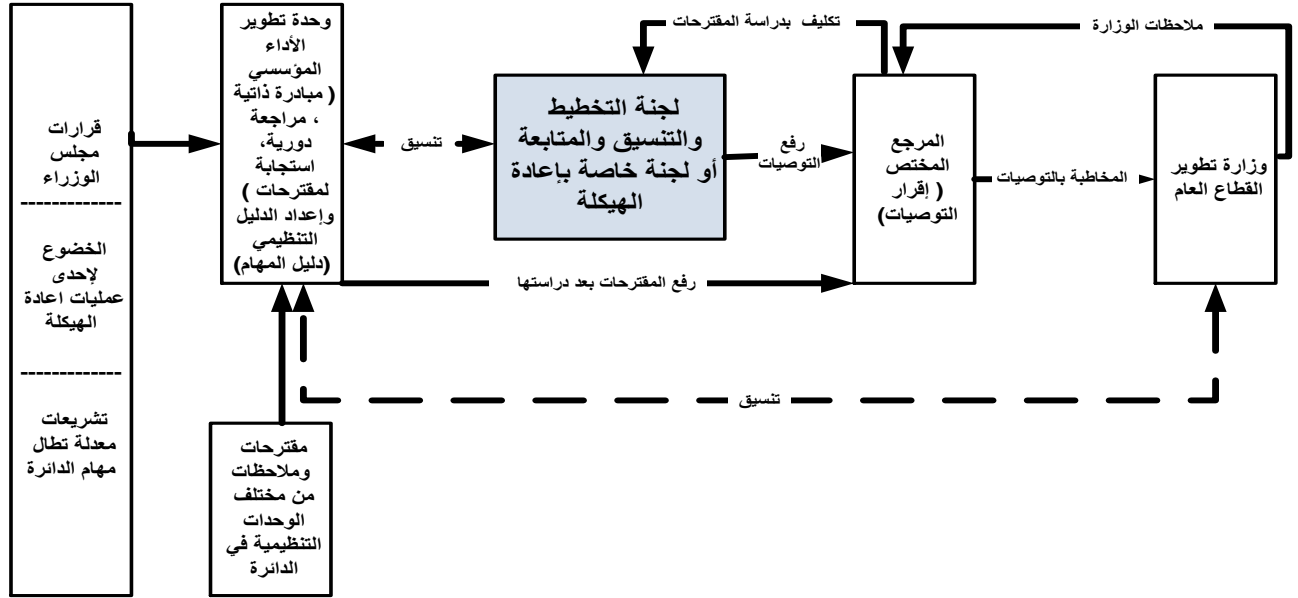 قرارات
مجلس
الوزراء
-------------
الخضوع
لإحدى
عمليات اعادة
الهيكلة
-------------
تشريعات
معدلة تطال
مهام الدائرة
وحدة تطوير
الأداء
المؤسسي
( مبادرة ذاتية
، مراجعة
دورية،
استجابة
لمقترحات )
وإعداد الدليل
التنظيمي
(دليل المهام)
مقترحات
وملاحظات
من مختلف
الوحدات
التنظيمية في
الدائرة
تنسيق
تكليف بدراسة المقترحات
لجنة التخطيط
والتنسيق والمتابعة
أو لجنة خاصة بإعادة
الهيكلة
رفع
التوصيات
رفع المقترحات بعد دراستها
المرجع
المختص
( إقرار
التوصيات)
ملاحظات الوزارة
المخاطبة بالتوصيات
وزارة تطوير
القطاع العام
تنسيق